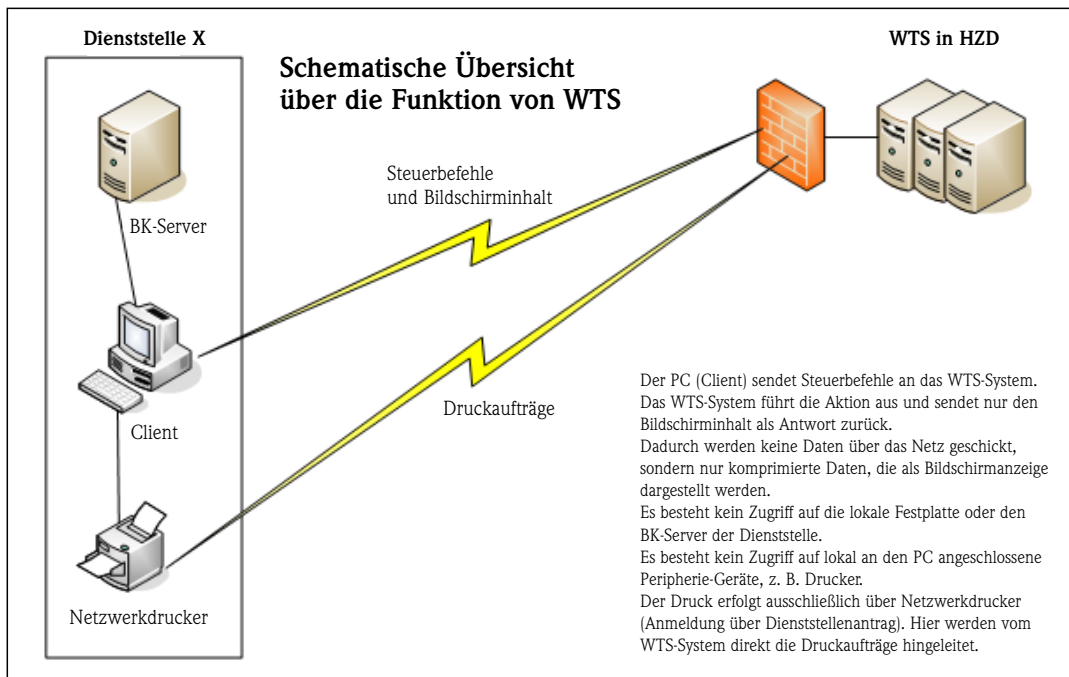 Dienststelle X
WTS in HZD
Schematische Übersicht
über die Funktion von WTS
BK-Server
Steuerbefehle
und Bildschirminhalt
Client
Druckaufträge
Netzwerkdrucker
Der PC (Client) sendet Steuerbefehle an das WTS-System.
Das WTS-System führt die Aktion aus und sendet nur den
Bildschirminhalt als Antwort zurück.
Dadurch werden keine Daten über das Netz geschickt,
sondern nur komprimierte Daten, die als Bildschirmanzeige
dargestellt werden.
Es besteht kein Zugriff auf die lokale Festplatte oder den
BK-Server der Dienststelle.
Es besteht kein Zugriff auf lokal an den PC angeschlossene
Peripherie-Geräte, z. B. Drucker.
Der Druck erfolgt ausschließlich über Netzwerkdrucker
(Anmeldung über Dienststellenantrag). Hier werden vom
WTS-System direkt die Druckaufträge hingeleitet.